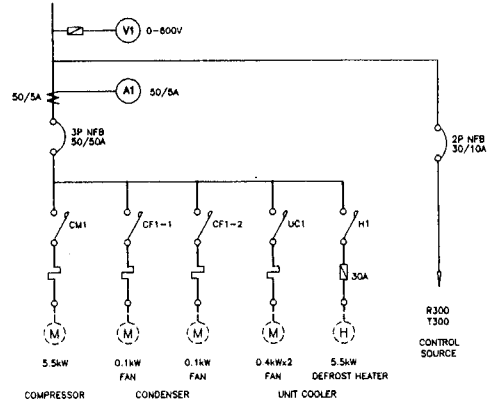 V1 0-600V
50/5A A1 50/5A
3P NFB
50/50A
2P NFB
30/10A
CM1 CF1-1 CF1-2 UC1 H1
30A
M M M M H
R300
T300
CONTROL
SOURCE
5.5kW 0.1kW 0.1kW 0.4kWx2 5.5kW
FAN FAN FAN DEFROST HEATER
COMPRESSOR CONDENSER UNIT COOLER